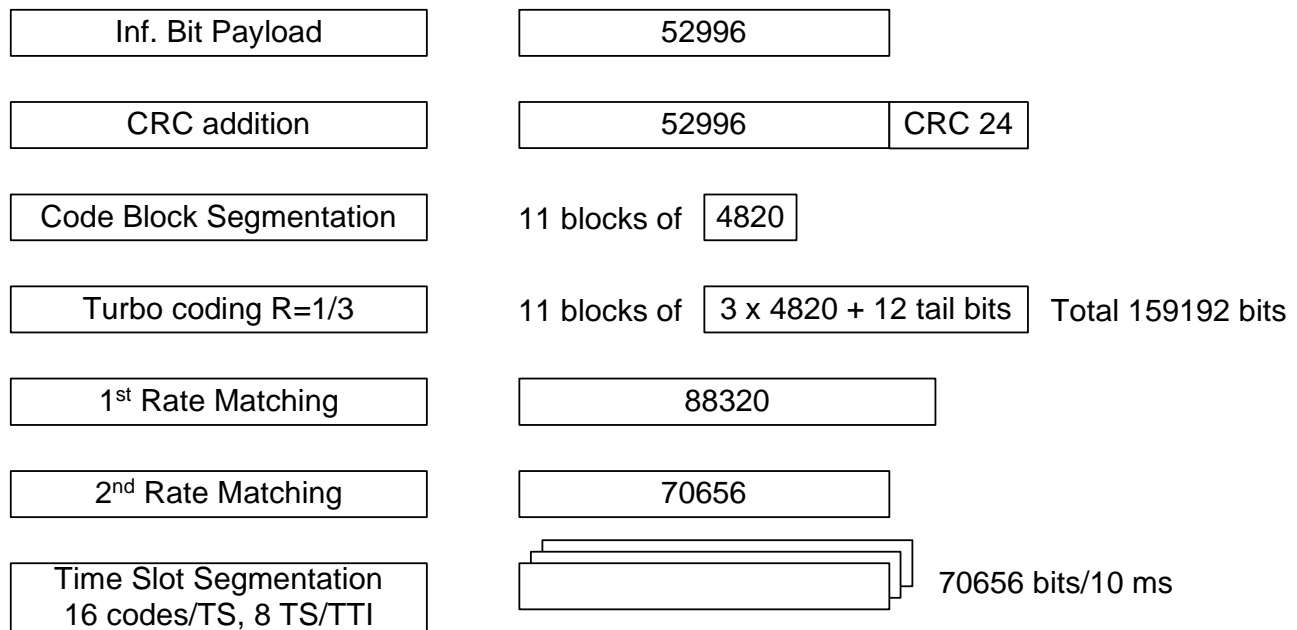 Inf. Bit Payload 52996
CRC addition 52996 CRC 24
Code Block Segmentation 11 blocks of 4820
Turbo coding R=1/3 11 blocks of 3 x 4820 + 12 tail bits Total 159192 bits
1st Rate Matching 88320
2nd Rate Matching 70656
Time Slot Segmentation
16 codes/TS, 8 TS/TTI
70656 bits/10 ms